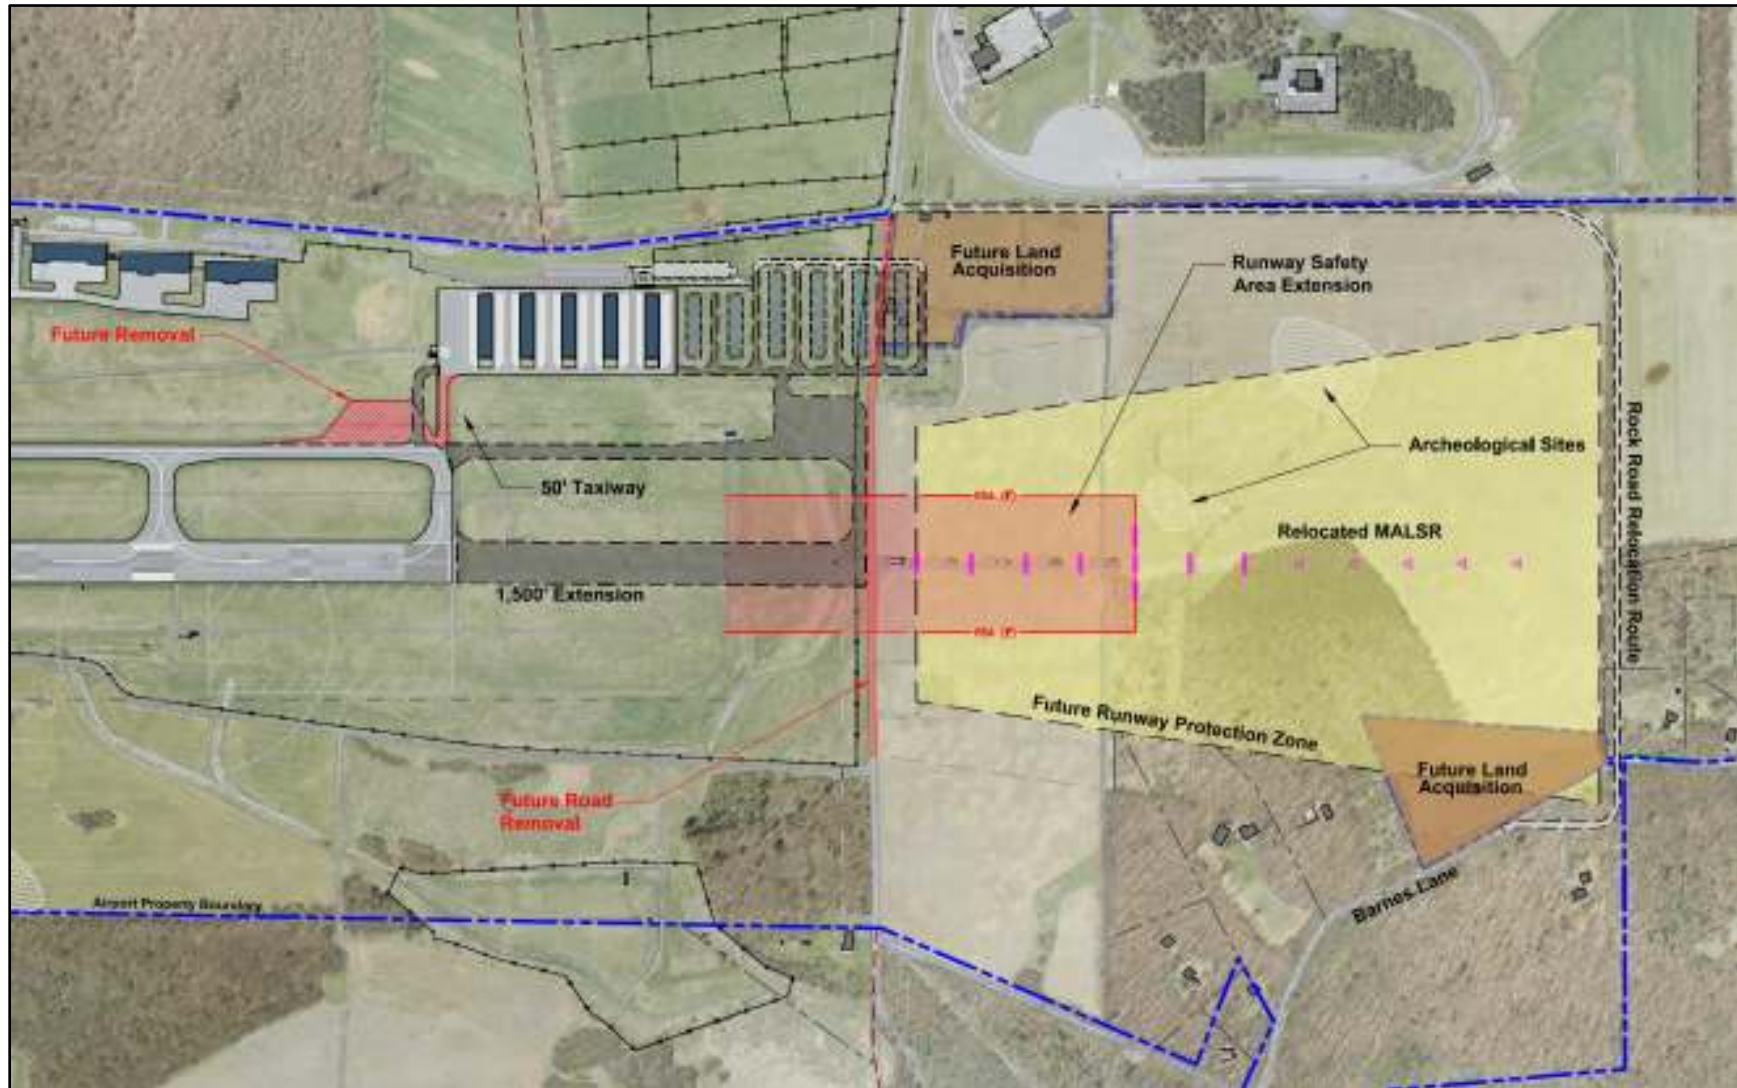 Future Land
Acquisition
Runway Safety
Area Extension
Future Removal
Rock Road Relocation Route
Archeological Sites
50' Taxiway
Relocated MALSR
1,500' Extension
Future Runway Protection Zone
Future Land
Acquisition
Future Road
Removal
Barnes Lane
Airport Property Boundary